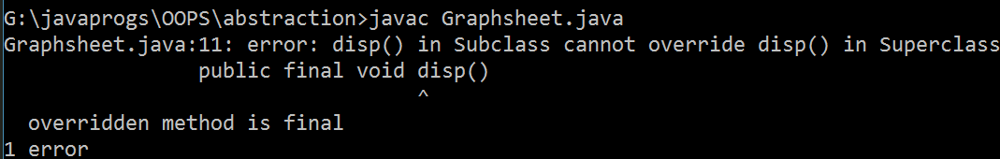 G:\javaprogs\OOPS\abstraction>javac Graphsheet.java
Graphsheet.java:11: error: disp() in Subclass cannot override disp() in Superclass
public final void disp()
^
overridden method is final
1 error